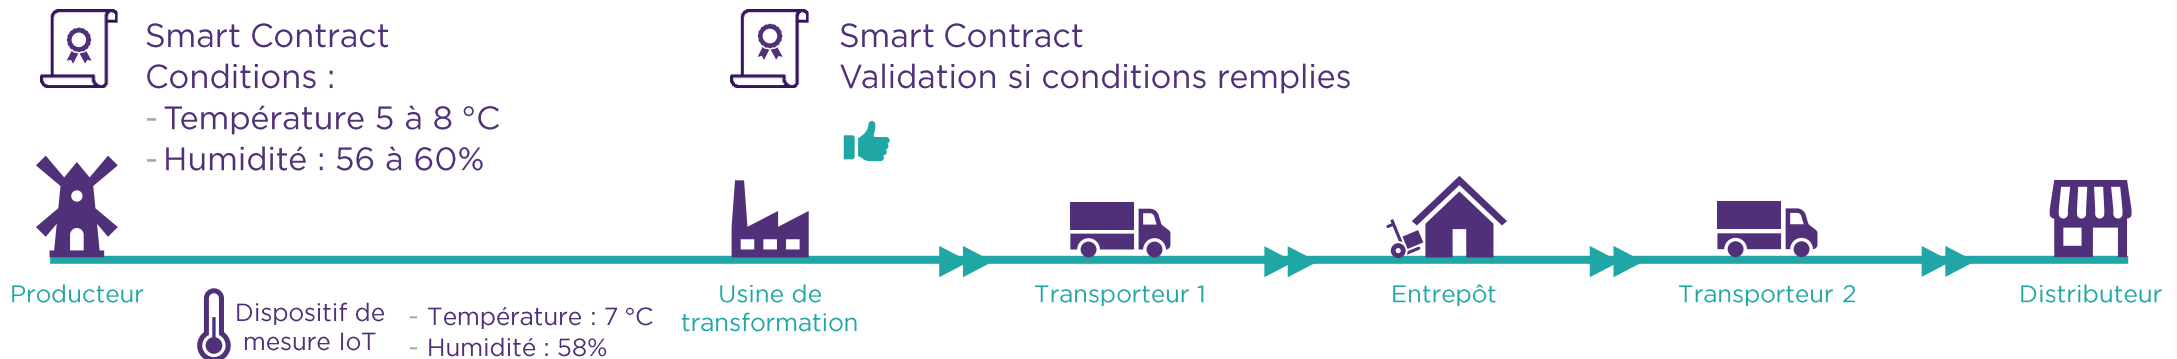 Smart Contract
Conditions :
- Température 5 à 8 °C
- Humidité : 56 à 60%
Smart Contract
Validation si conditions remplies
Producteur
Dispositif de
mesure IoT
- Température : 7 °C
- Humidité : 58%
Usine de
transformation
Transporteur 1
Entrepôt
Transporteur 2
Distributeur